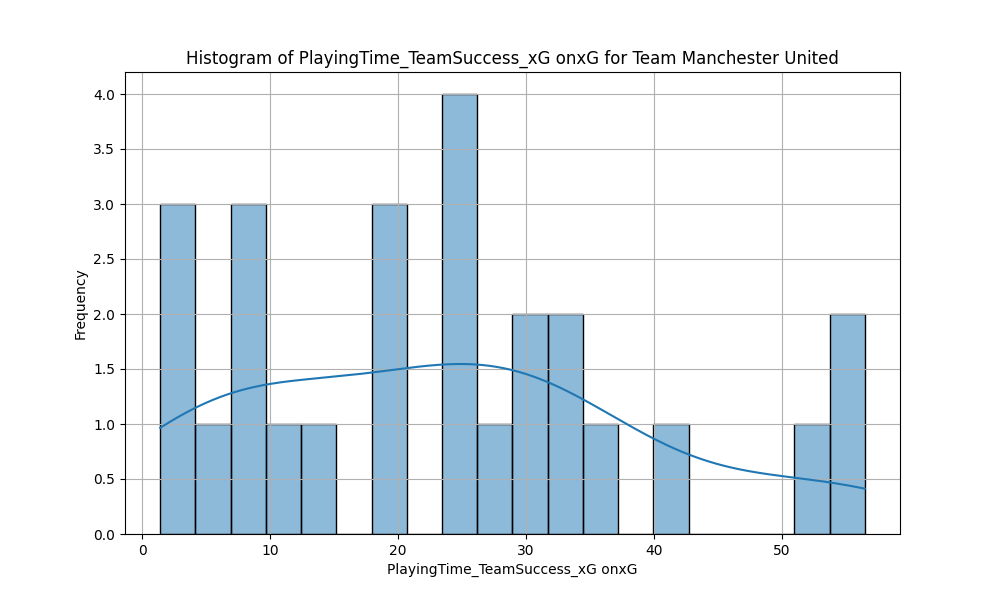 Histogram of PlayingTime_TeamSuccess_xG onxG for Team Manchester United
4.0
3.5
3.0
2.5
2.0
1.5
1.0
0.5
0.0
Frequency
0 10 20 30 40 50
PlayingTime_TeamSuccess_xG onxG